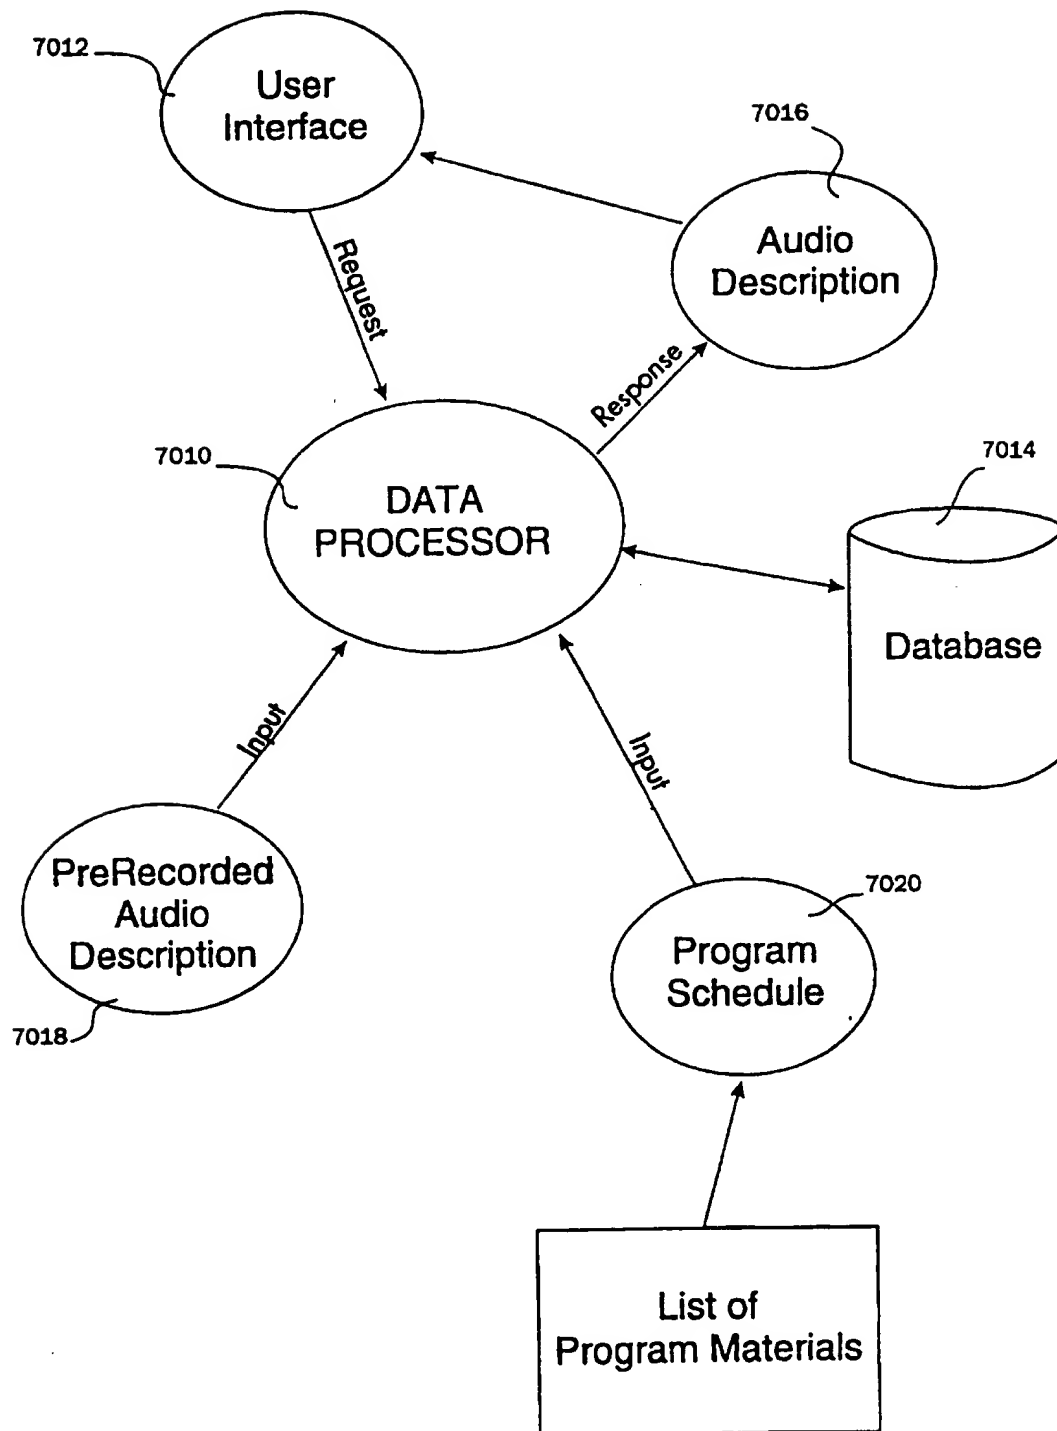 7012
User
Interface
7016
Audio
Description
Request
Response
7010
DATA
PROCESSOR
7014
Database
Input
Input
PreRecorded
Audio
Description
7018
7020
Program
Schedule
List of
Program Materials